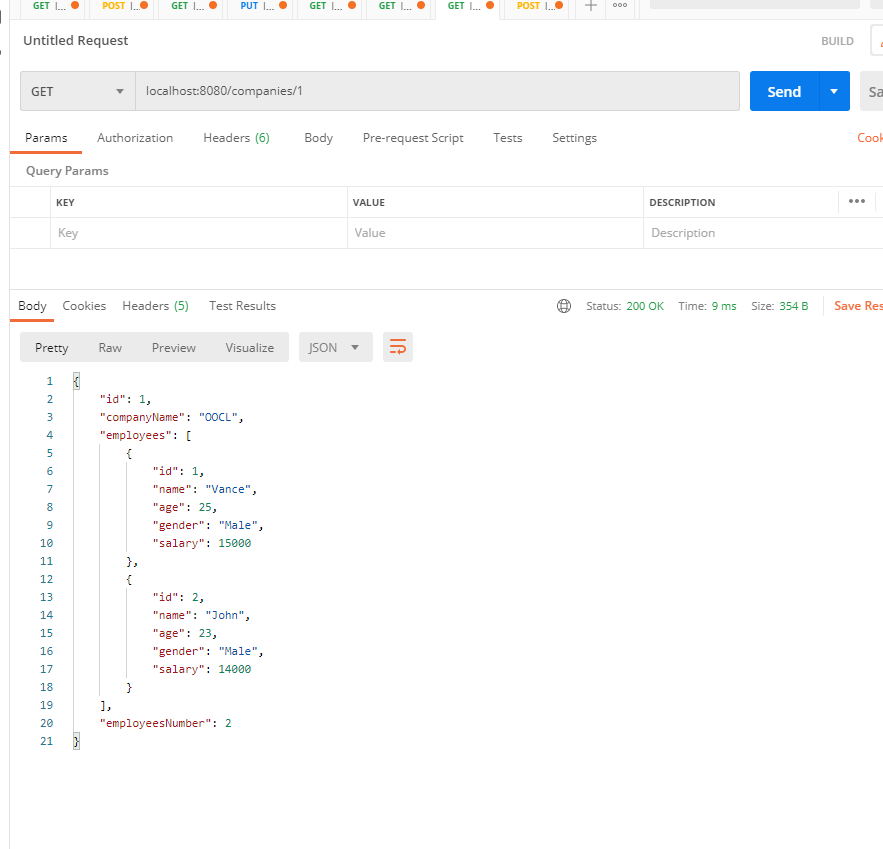 GET l... POST l... GET l... PUT l... GET l... GET l... GET l... POST l...
Untitled Request BUILD
GET localhost:8080/companies/1 Send Sa
Params Authorization Headers (6) Body Pre-request Script Tests Settings Cook
Query Params
KEY VALUE DESCRIPTION
Key Value Description
Body Cookies Headers (5) Test Results Status: 200 OK Time: 9 ms Size: 354 B Save Res
Pretty Raw Preview Visualize JSON
1 {
2 "id": 1,
3 "companyName": "OOCL",
4 "employees": [
5 {
6 "id": 1,
7 "name": "Vance",
8 "age": 25,
9 "gender": "Male",
10 "salary": 15000
11 },
12 {
13 "id": 2,
14 "name": "John",
15 "age": 23,
16 "gender": "Male",
17 "salary": 14000
18 }
19 ],
20 "employeesNumber": 2
21 }